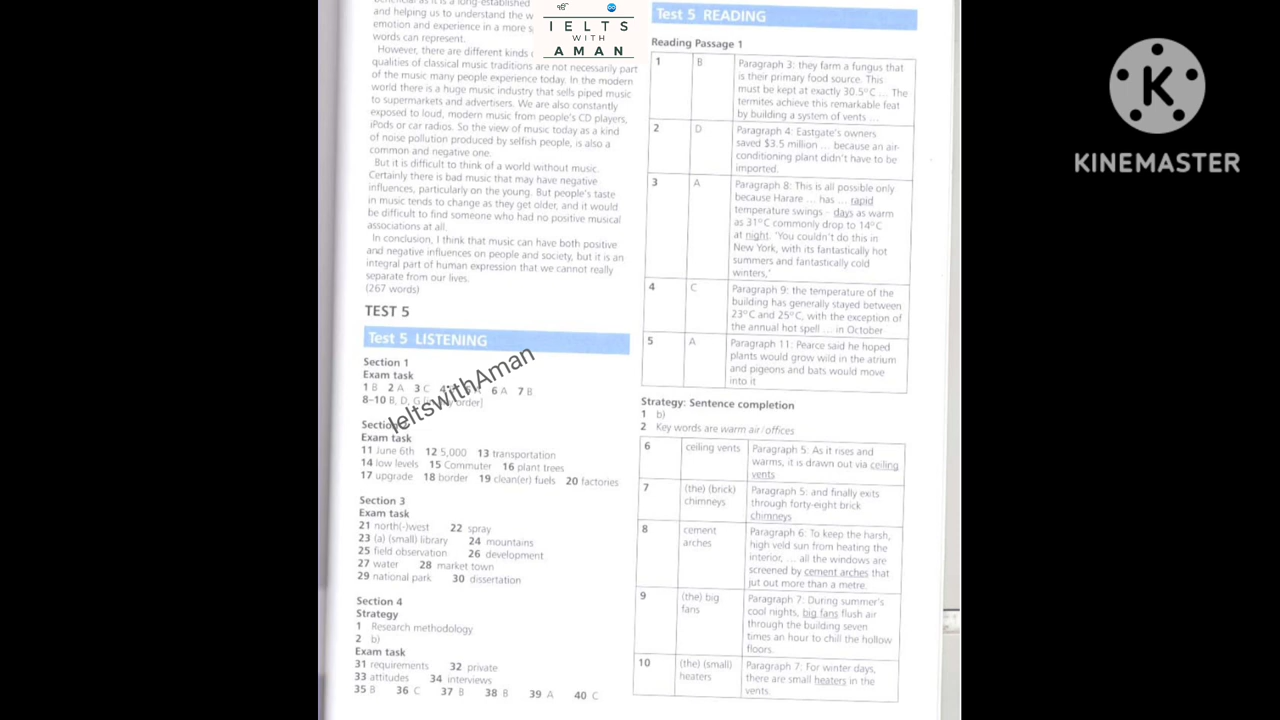 beneficial as it is a long-established
and helping us to understand the w
emotion and experience in a more s
words can represent.
However, there are different kinds
qualities of classical music traditions are not necessarily part
of the music many people experience today. In the modern
world there is a huge music industry that sells piped music
to supermarkets and advertisers. We are also constantly
exposed to loud, modern music from people's CD players,
iPods or car radios. So the view of music today as a kind
of noise pollution produced by selfish people, is also a
common and negative one.
But it is difficult to think of a world without music.
Certainly there is bad music that may have negative
influences, particularly on the young. But people's taste
in music tends to change as they get older, and it would
be difficult to find someone who had no positive musical
associations at all.
In conclusion, I think that music can have both positive
and negative influences on people and society, but it is an
integral part of human expression that we cannot really
separate from our lives.
(267 words)
TEST 5
Test 5 LISTENING
Section 1
Exam task
1 B 2 A 3 C 6 A 7 B
8–10 B, D, G order]
Section
Exam task
11 June 6th 12 5,000 13 transportation
14 low levels 15 Commuter 16 plant trees
17 upgrade 18 border 19 clean(er) fuels 20 factories
Section 3
Exam task
21 north(-)west 22 spray
23 (a) (small) library 24 mountains
25 field observation 26 development
27 water 28 market town
29 national park 30 dissertation
Section 4
Strategy
1 Research methodology
2 b)
Exam task
31 requirements 32 private
33 attitudes 34 interviews
35 B 36 C 37 B 38 B 39 A 40 C
IeltsWithAman
IELTS
WITH
AMAN
Test 5 READING
Reading Passage 1
1 B Paragraph 3: they farm a fungus that
is their primary food source. This
must be kept at exactly 30.5°C ... The
termites achieve this remarkable feat
by building a system of vents ...
2 D Paragraph 4: Eastgate's owners
saved $3.5 million ... because an air-
conditioning plant didn't have to be
imported.
3 A Paragraph 8: This is all possible only
because Harare ... has ... rapid
temperature swings – days as warm
as 31°C commonly drop to 14°C
at night. 'You couldn't do this in
New York, with its fantastically hot
summers and fantastically cold
winters,'
4 C Paragraph 9: the temperature of the
building has generally stayed between
23°C and 25°C, with the exception of
the annual hot spell ... in October
5 A Paragraph 11: Pearce said he hoped
plants would grow wild in the atrium
and pigeons and bats would move
into it
Strategy: Sentence completion
1 b)
2 Key words are warm air / offices
6 ceiling vents Paragraph 5: As it rises and
warms, it is drawn out via ceiling
vents
7 (the) (brick) chimneys Paragraph 5: and finally exits
through forty-eight brick
chimneys
8 cement arches Paragraph 6: To keep the harsh,
high veld sun from heating the
interior, ... all the windows are
screened by cement arches that
jut out more than a metre.
9 (the) big fans Paragraph 7: During summer's
cool nights, big fans flush air
through the building seven
times an hour to chill the hollow
floors.
10 (the) (small) heaters Paragraph 7: For winter days,
there are small heaters in the
vents.
K
KINEMASTER